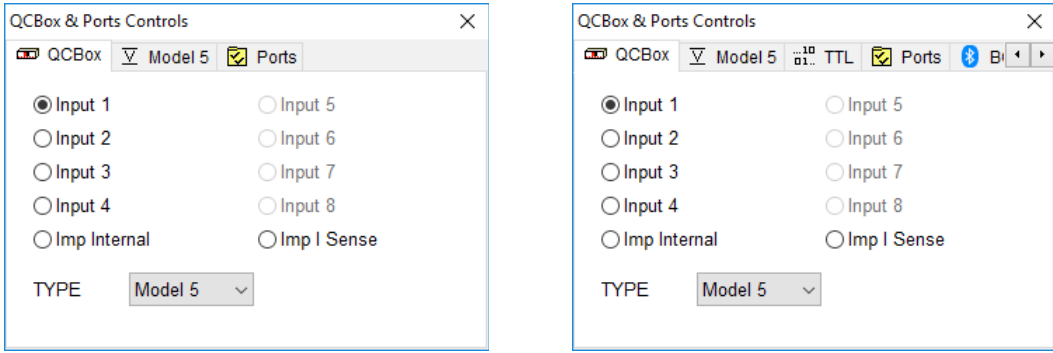 QCBox & Ports Controls
QCBox Model 5 Ports
Input 1 Input 5
Input 2 Input 6
Input 3 Input 7
Input 4 Input 8
Imp Internal Imp I Sense
TYPE Model 5
QCBox & Ports Controls
QCBox Model 5 TTL Ports
Input 1 Input 5
Input 2 Input 6
Input 3 Input 7
Input 4 Input 8
Imp Internal Imp I Sense
TYPE Model 5